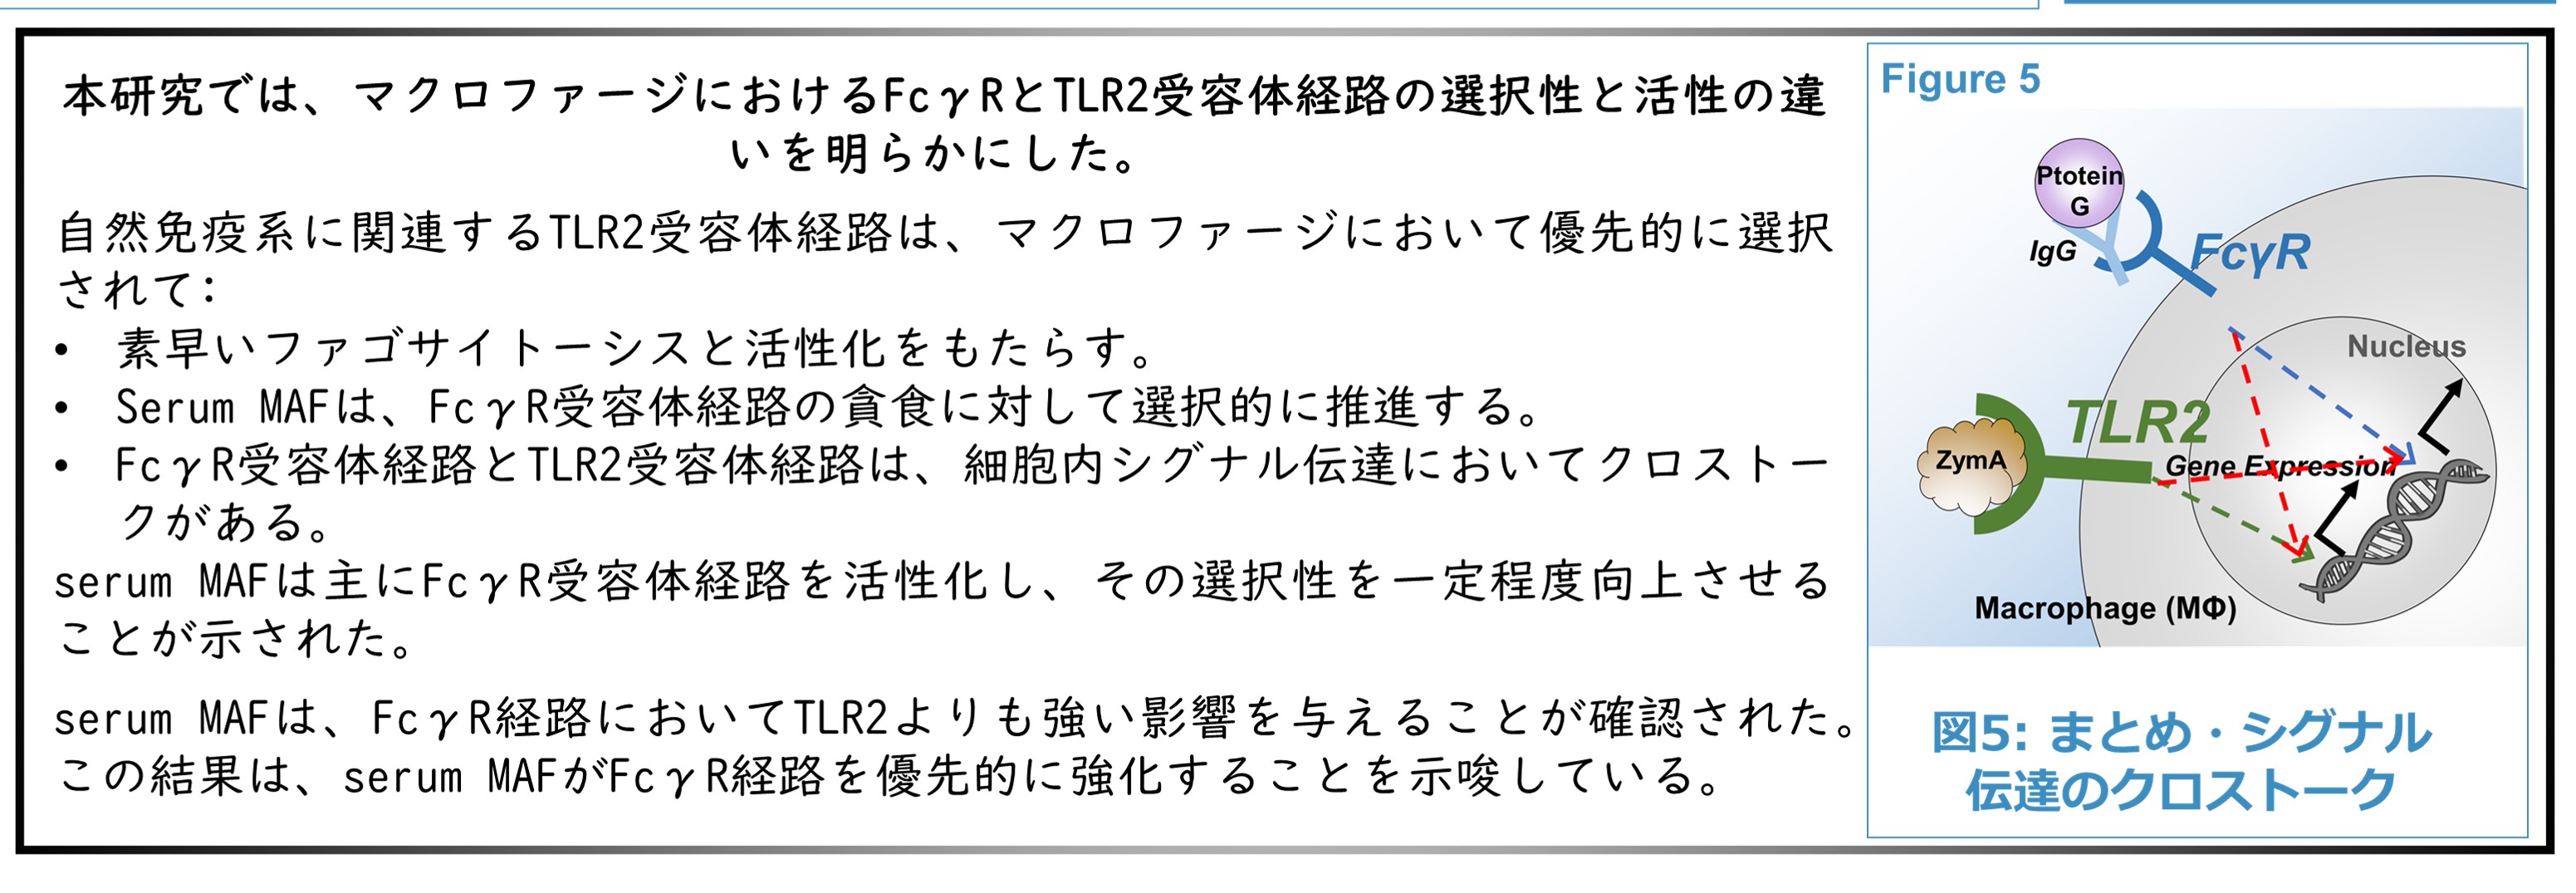 本研究では、マクロファージにおけるFcγRとTLR2受容体経路の選択性と活性の違
いを明らかにした。
自然免疫系に関連するTLR2受容体経路は、マクロファージにおいて優先的に選択
されて:
• 素早いファゴサイトーシスと活性化をもたらす。
• Serum MAFは、FcγR受容体経路の貪食に対して選択的に推進する。
• FcγR受容体経路とTLR2受容体経路は、細胞内シグナル伝達においてクロストー
クがある。
serum MAFは主にFcγR受容体経路を活性化し、その選択性を一定程度向上させる
ことが示された。
serum MAFは、FcγR経路においてTLR2よりも強い影響を与えることが確認された。
この結果は、serum MAFがFcγR経路を優先的に強化することを示唆している。
Figure 5
Ptotein
G
IgG
FcγR
Nucleus
TLR2
ZymA
Gene Expression
Macrophage (MΦ)
図5: まとめ・シグナル
伝達のクロストーク